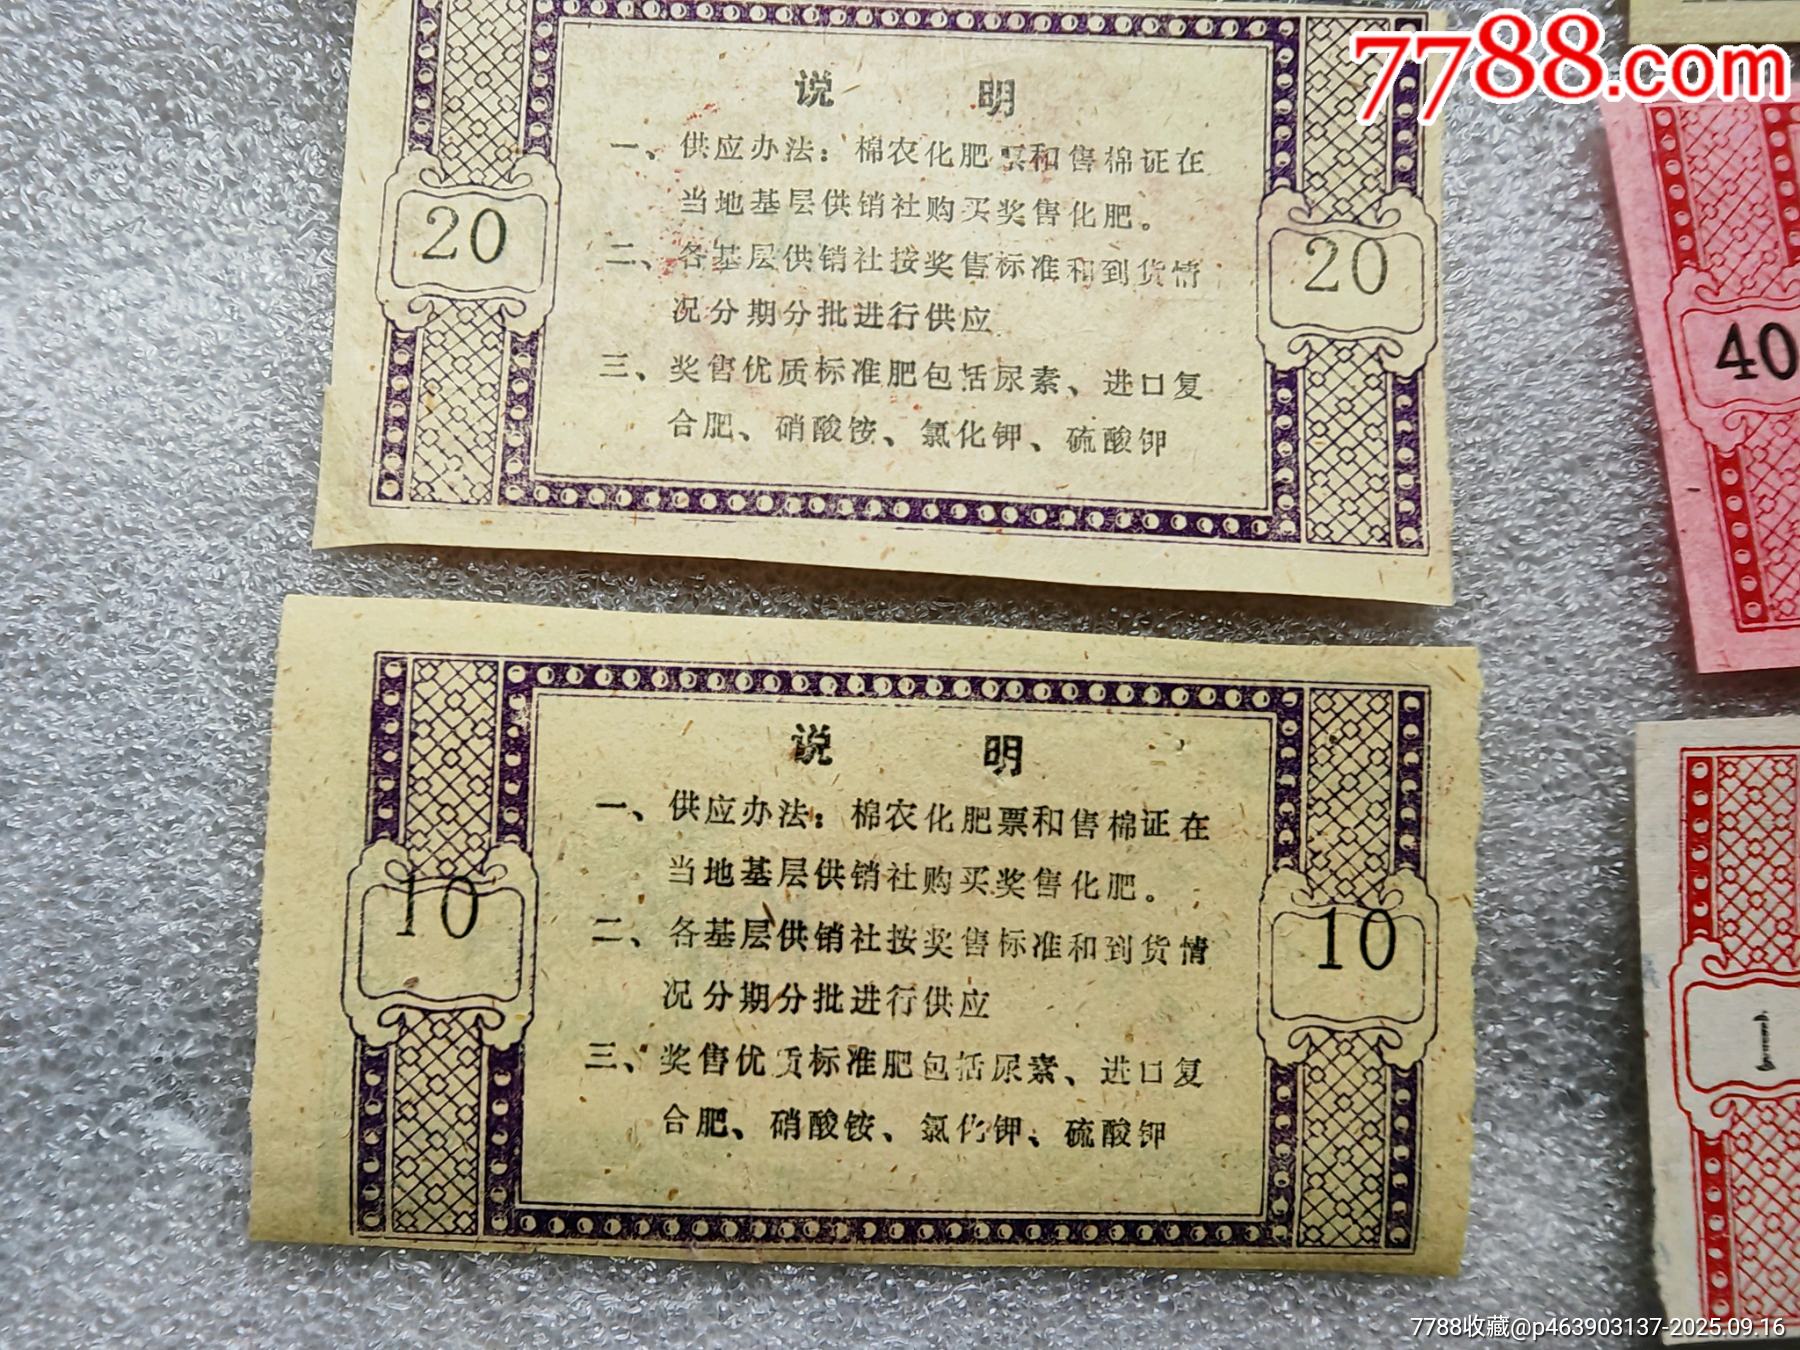 7788.com
说 明
一、供应办法：棉农化肥票和售棉证在
当地基层供销社购买奖售化肥。
二、各基层供销社按奖售标准和到货情
况分期分批进行供应
三、奖售优质标准肥包括尿素、进口复
合肥、硝酸铵、氯化钾、硫酸钾
20
20
40
说 明
一、供应办法：棉农化肥票和售棉证在
当地基层供销社购买奖售化肥。
二、各基层供销社按奖售标准和到货情
况分期分批进行供应
三、奖售优质标准肥包括尿素、进口复
合肥、硝酸铵、氯化钾、硫酸钾
10
10
1
7788收藏@p463903137-2025.09.16